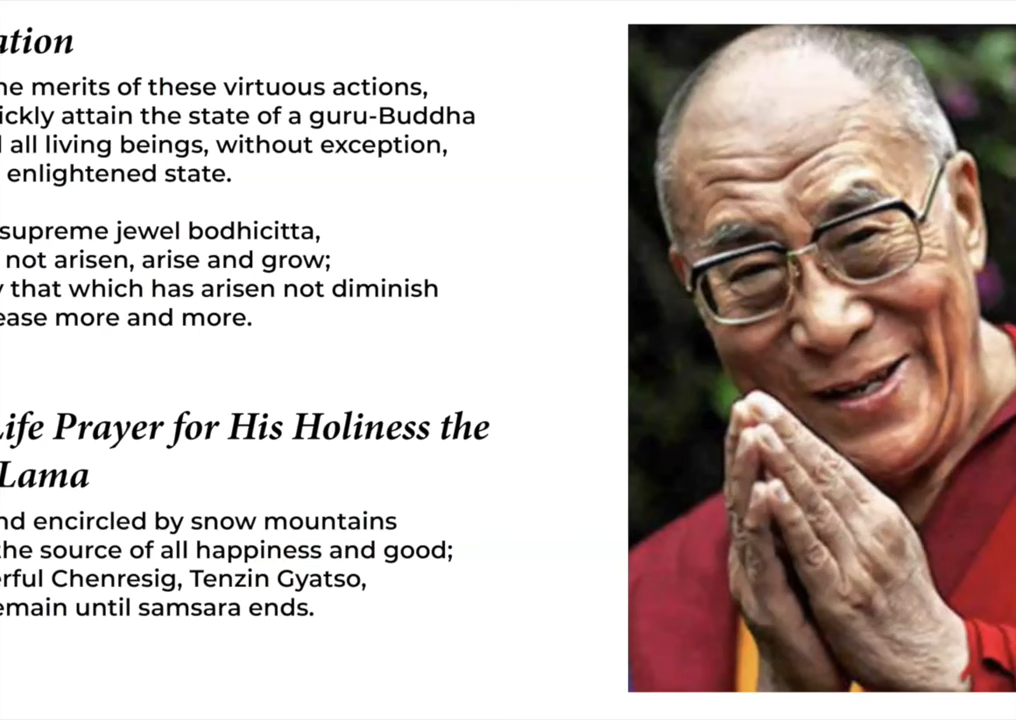 ation
he merits of these virtuous actions,
ickly attain the state of a guru-Buddha
l all living beings, without exception,
enlightened state.
supreme jewel bodhicitta,
not arisen, arise and grow;
y that which has arisen not diminish
ease more and more.
Life Prayer for His Holiness the
Lama
nd encircled by snow mountains
the source of all happiness and good;
erful Chenresig, Tenzin Gyatso,
emain until samsara ends.